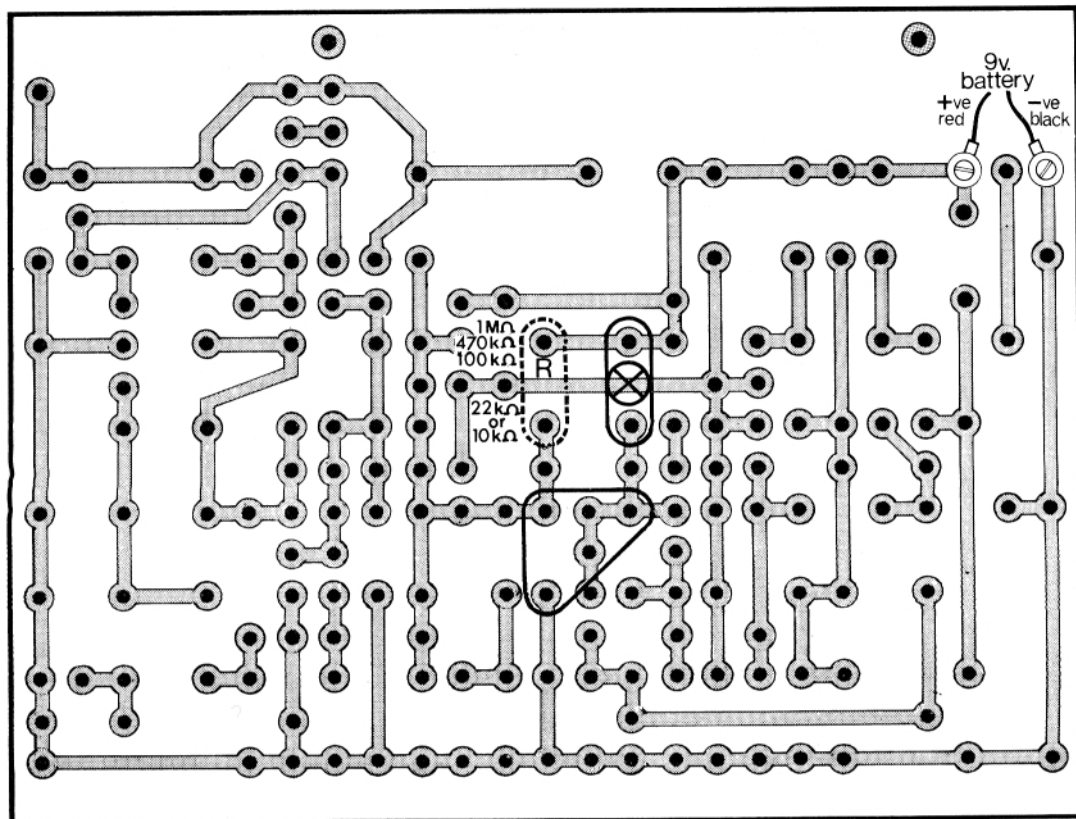 9v.
battery
+ve
red
-ve
black
1MΩ
470kΩ
100kΩ
R
22kΩ
or
10kΩ